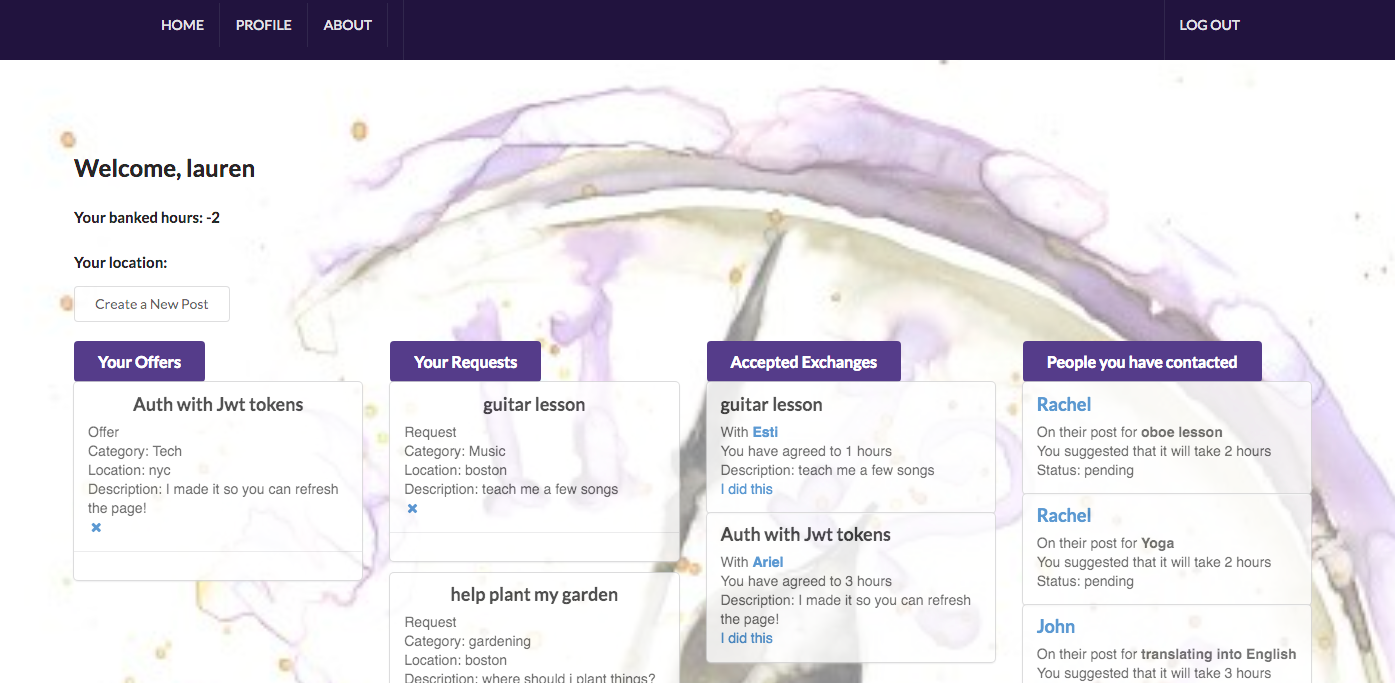 HOME
PROFILE
ABOUT
LOG OUT
Welcome, lauren
Your banked hours: -2
Your location:
Create a New Post
Your Offers
Auth with Jwt tokens
Offer
Category: Tech
Location: nyc
Description: I made it so you can refresh
the page!
Your Requests
guitar lesson
Request
Category: Music
Location: boston
Description: teach me a few songs
help plant my garden
Request
Category: gardening
Location: boston
Description: where should i plant things?
Accepted Exchanges
guitar lesson
With Esti
You have agreed to 1 hours
Description: teach me a few songs
I did this
Auth with Jwt tokens
With Ariel
You have agreed to 3 hours
Description: I made it so you can refresh
the page!
I did this
People you have contacted
Rachel
On their post for oboe lesson
You suggested that it will take 2 hours
Status: pending
Rachel
On their post for Yoga
You suggested that it will take 2 hours
Status: pending
John
On their post for translating into English
You suggested that it will take 3 hours